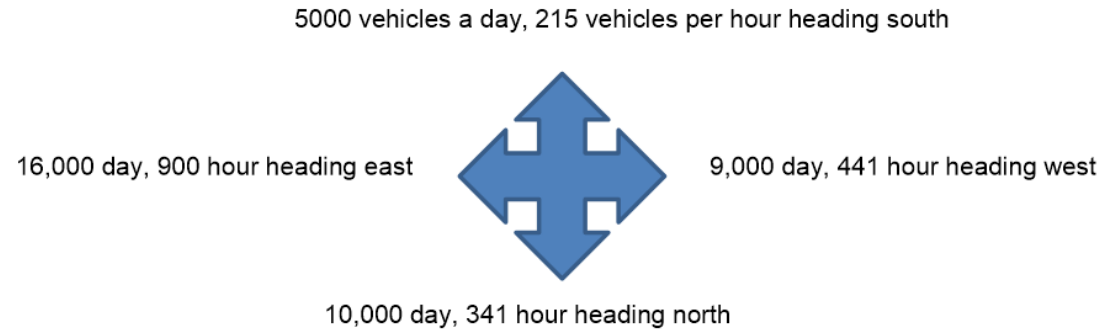 5000 vehicles a day, 215 vehicles per hour heading south
16,000 day, 900 hour heading east
9,000 day, 441 hour heading west
10,000 day, 341 hour heading north